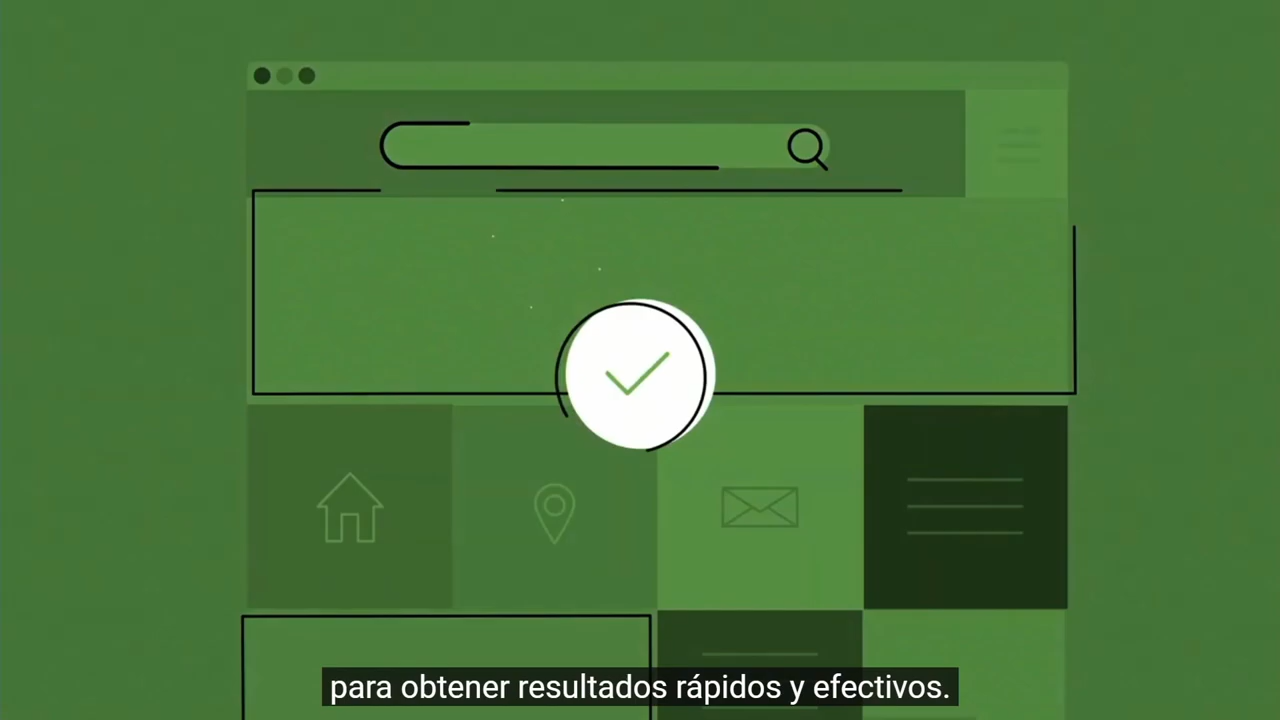 para obtener resultados rápidos y efectivos.